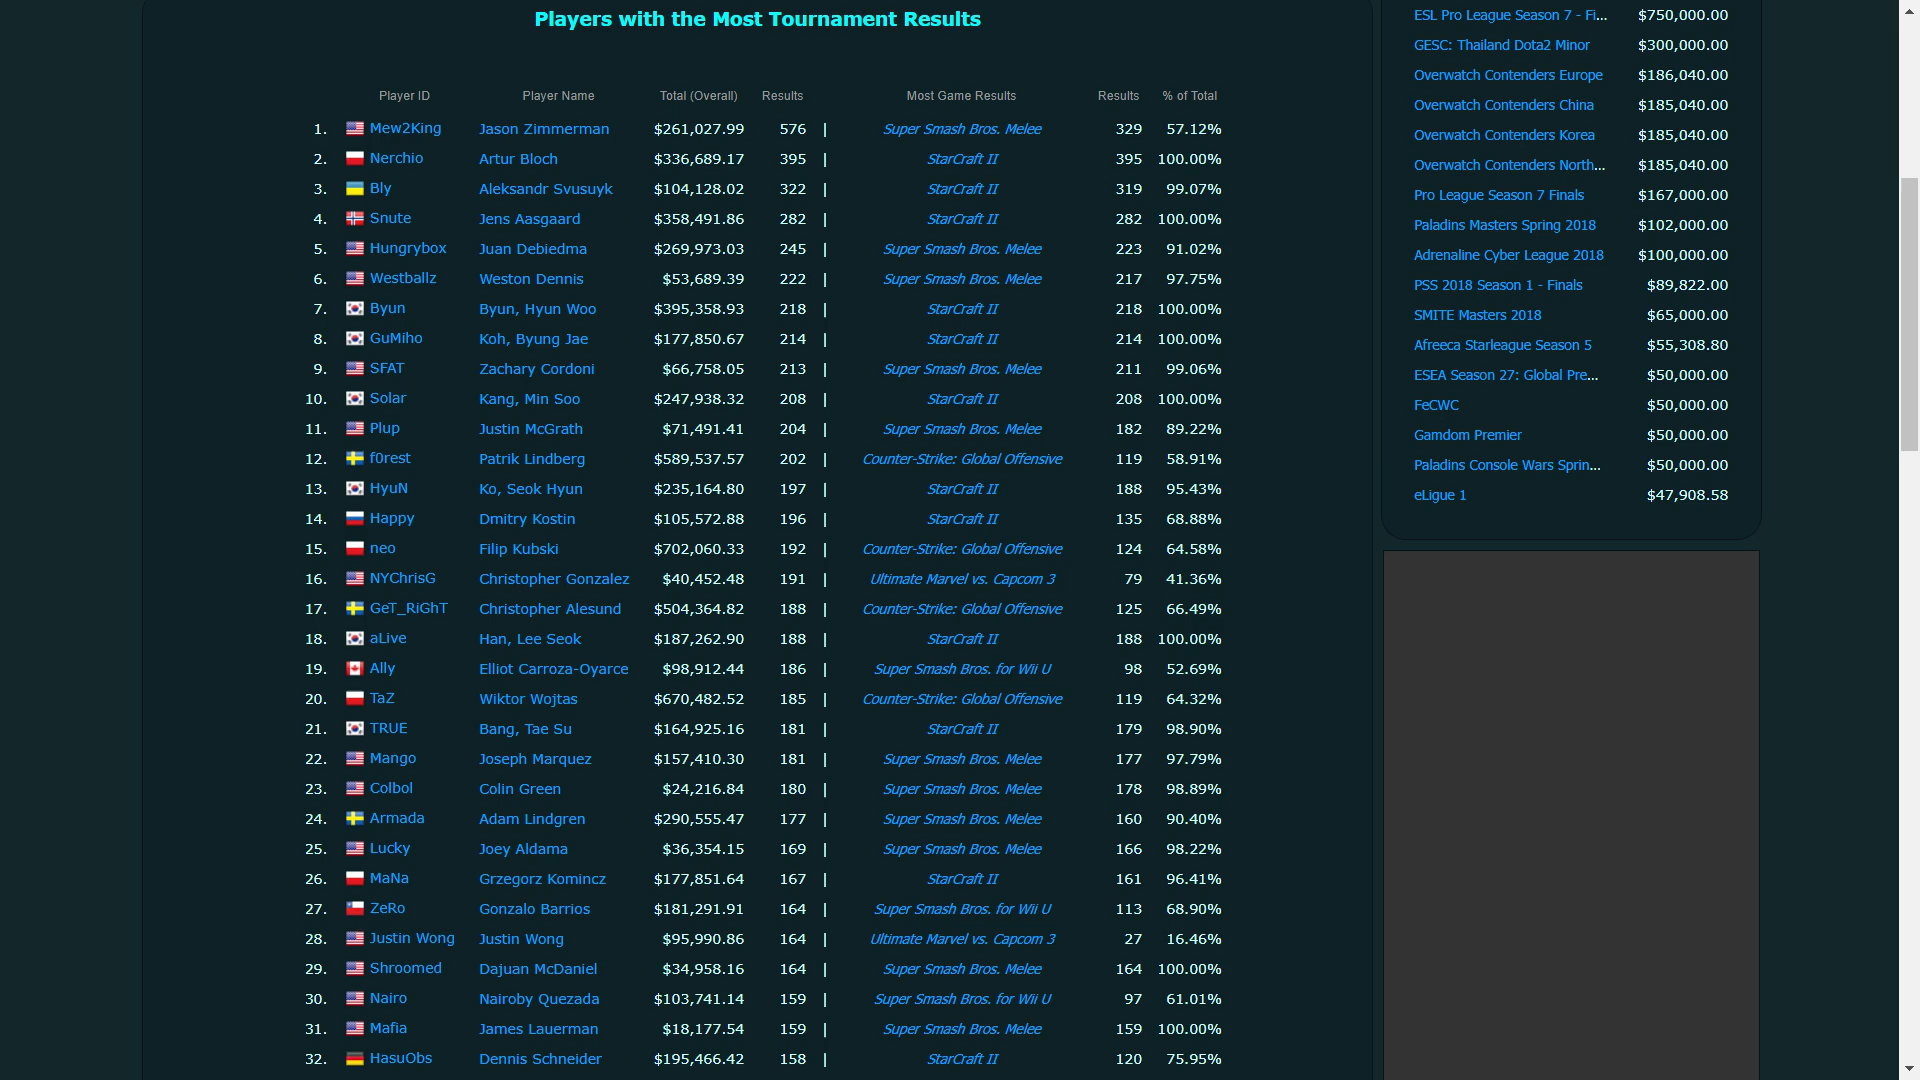 Players with the Most Tournament Results
Player ID Player Name Total (Overall) Results Most Game Results Results % of Total
1. Mew2King Jason Zimmerman $261,027.99 576 | Super Smash Bros. Melee 329 57.12%
2. Nerchio Artur Bloch $336,689.17 395 | StarCraft II 395 100.00%
3. Bly Aleksandr Svusuyk $104,128.02 322 | StarCraft II 319 99.07%
4. Snute Jens Aasgaard $358,491.86 282 | StarCraft II 282 100.00%
5. Hungrybox Juan Debiedma $269,973.03 245 | Super Smash Bros. Melee 223 91.02%
6. Westballz Weston Dennis $53,689.39 222 | Super Smash Bros. Melee 217 97.75%
7. Byun Byun, Hyun Woo $395,358.93 218 | StarCraft II 218 100.00%
8. GuMiho Koh, Byung Jae $177,850.67 214 | StarCraft II 214 100.00%
9. SFAT Zachary Cordoni $66,758.05 213 | Super Smash Bros. Melee 211 99.06%
10. Solar Kang, Min Soo $247,938.32 208 | StarCraft II 208 100.00%
11. Plup Justin McGrath $71,491.41 204 | Super Smash Bros. Melee 182 89.22%
12. f0rest Patrik Lindberg $589,537.57 202 | Counter-Strike: Global Offensive 119 58.91%
13. HyuN Ko, Seok Hyun $235,164.80 197 | StarCraft II 188 95.43%
14. Happy Dmitry Kostin $105,572.88 196 | StarCraft II 135 68.88%
15. neo Filip Kubski $702,060.33 192 | Counter-Strike: Global Offensive 124 64.58%
16. NYChrisG Christopher Gonzalez $40,452.48 191 | Ultimate Marvel vs. Capcom 3 79 41.36%
17. GeT_RiGhT Christopher Alesund $504,364.82 188 | Counter-Strike: Global Offensive 125 66.49%
18. aLive Han, Lee Seok $187,262.90 188 | StarCraft II 188 100.00%
19. Ally Elliot Carroza-Oyarce $98,912.44 186 | Super Smash Bros. for Wii U 98 52.69%
20. TaZ Wiktor Wojtas $670,482.52 185 | Counter-Strike: Global Offensive 119 64.32%
21. TRUE Bang, Tae Su $164,925.16 181 | StarCraft II 179 98.90%
22. Mango Joseph Marquez $157,410.30 181 | Super Smash Bros. Melee 177 97.79%
23. Colbol Colin Green $24,216.84 180 | Super Smash Bros. Melee 178 98.89%
24. Armada Adam Lindgren $290,555.47 177 | Super Smash Bros. Melee 160 90.40%
25. Lucky Joey Aldama $36,354.15 169 | Super Smash Bros. Melee 166 98.22%
26. MaNa Grzegorz Komincz $177,851.64 167 | StarCraft II 161 96.41%
27. ZeRo Gonzalo Barrios $181,291.91 164 | Super Smash Bros. for Wii U 113 68.90%
28. Justin Wong Justin Wong $95,990.86 164 | Ultimate Marvel vs. Capcom 3 27 16.46%
29. Shroomed Dajuan McDaniel $34,958.16 164 | Super Smash Bros. Melee 164 100.00%
30. Nairo Nairoby Quezada $103,741.14 159 | Super Smash Bros. for Wii U 97 61.01%
31. Mafia James Lauerman $18,177.54 159 | Super Smash Bros. Melee 159 100.00%
32. HasuObs Dennis Schneider $195,466.42 158 | StarCraft II 120 75.95%
ESL Pro League Season 7 - Fi... $750,000.00
GESC: Thailand Dota2 Minor $300,000.00
Overwatch Contenders Europe $186,040.00
Overwatch Contenders China $185,040.00
Overwatch Contenders Korea $185,040.00
Overwatch Contenders North... $185,040.00
Pro League Season 7 Finals $167,000.00
Paladins Masters Spring 2018 $102,000.00
Adrenaline Cyber League 2018 $100,000.00
PSS 2018 Season 1 - Finals $89,822.00
SMITE Masters 2018 $65,000.00
Afreeca Starleague Season 5 $55,308.80
ESEA Season 27: Global Pre... $50,000.00
FeCWC $50,000.00
Gamdom Premier $50,000.00
Paladins Console Wars Sprin... $50,000.00
eLigue 1 $47,908.58